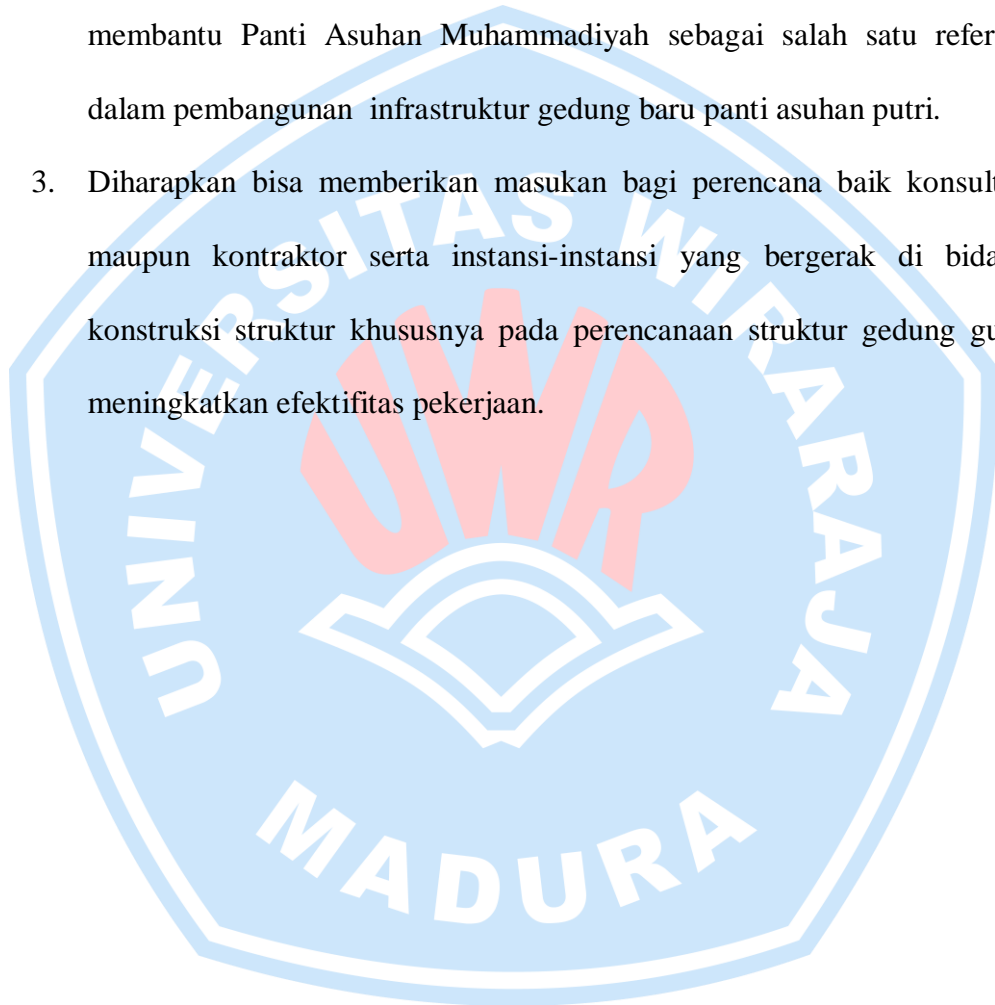 membantu Panti Asuhan Muhammadiyah sebagai salah satu refer
dalam pembangunan infrastruktur gedung baru panti asuhan putri.
3. Diharapkan bisa memberikan masukan bagi perencana baik konsult
maupun kontraktor serta instansi-instansi yang bergerak di bida
konstruksi struktur khususnya pada perencanaan struktur gedung gu
meningkatkan efektifitas pekerjaan.
UNIVERSITAS WIRARAJA
UWR
MADURA